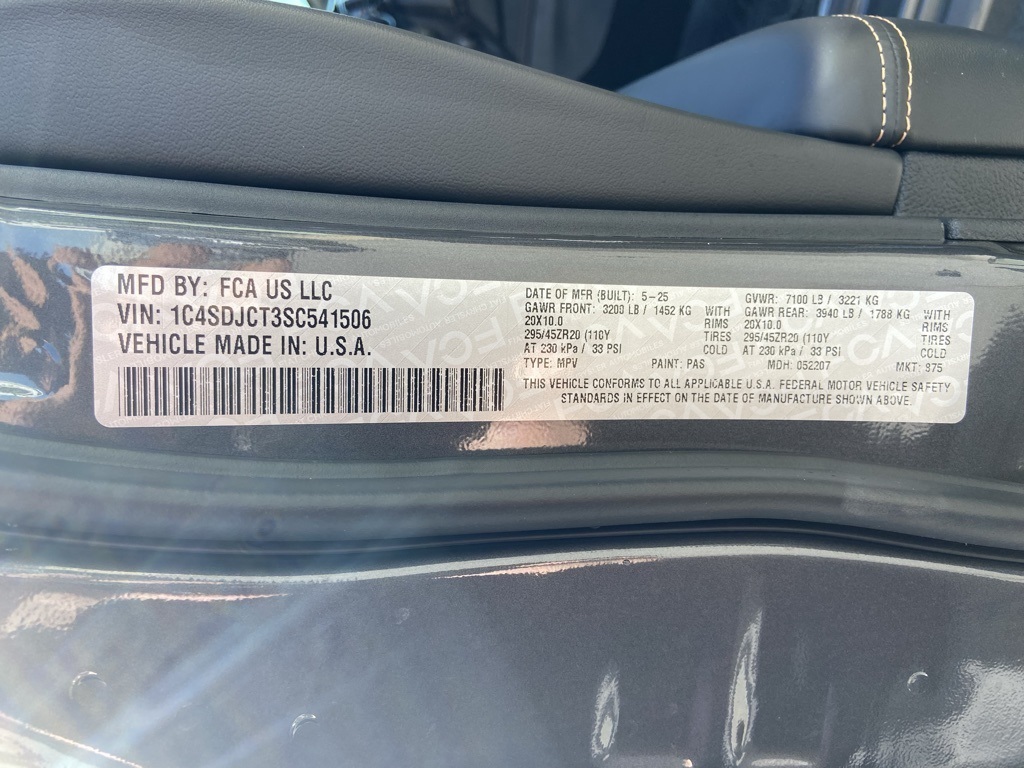 MFD BY: FCA US LLC
VIN: 1C4SDJCT3SC541506
VEHICLE MADE IN: U.S.A.
DATE OF MFR (BUILT): 5-25
GAWR FRONT: 3200 LB / 1452 KG WITH
20X10.0 RIMS
295/45ZR20 (110Y TIRES
AT 230 kPa / 33 PSI COLD
GVWR: 7100 LB / 3221 KG
GAWR REAR: 3940 LB / 1788 KG WITH
20X10.0 RIMS
295/45ZR20 (110Y TIRES
AT 230 kPa / 33 PSI COLD
TYPE: MPV PAINT: PAS MDH: 052207 MKT: 875
THIS VEHICLE CONFORMS TO ALL APPLICABLE U.S.A. FEDERAL MOTOR VEHICLE SAFETY
STANDARDS IN EFFECT ON THE DATE OF MANUFACTURE SHOWN ABOVE.